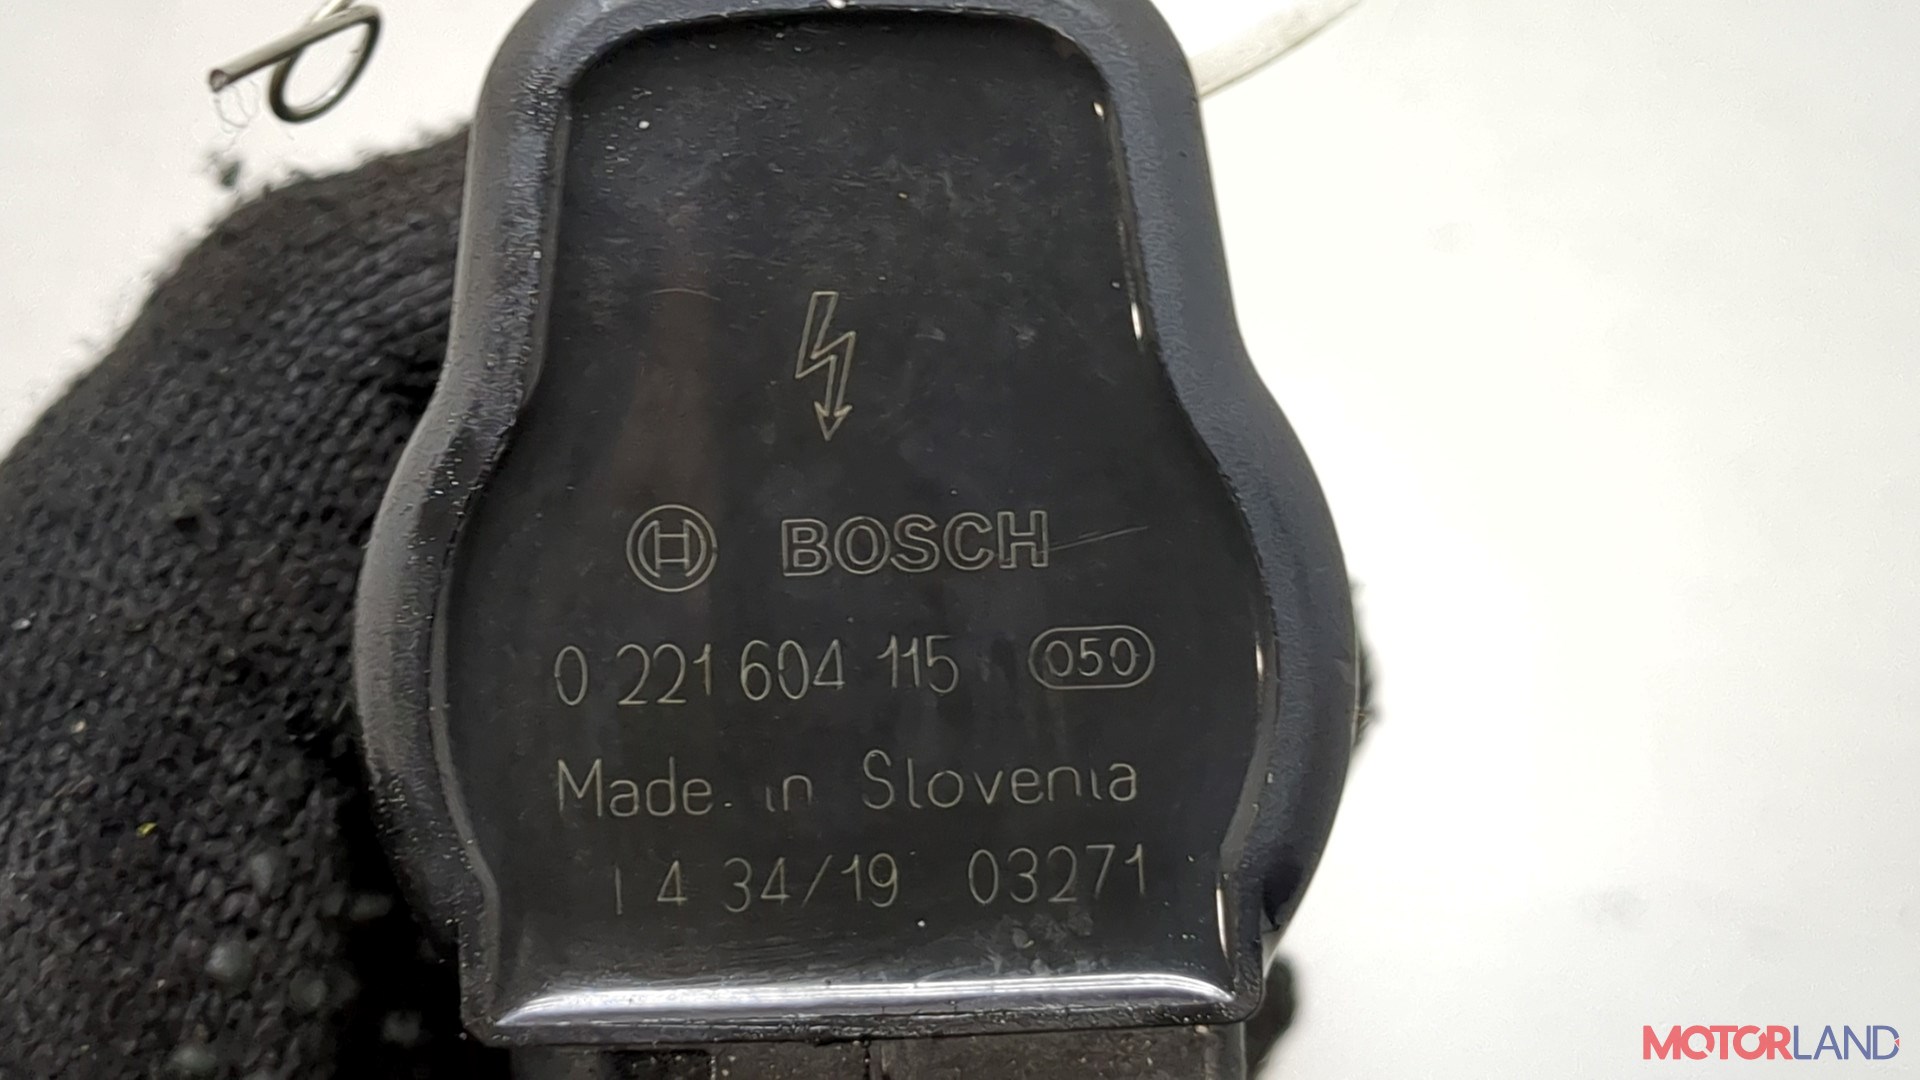 BOSCH
0 221 604 115 050
Made in Slovenia
1 4 34/19 03271
MOTORLAND